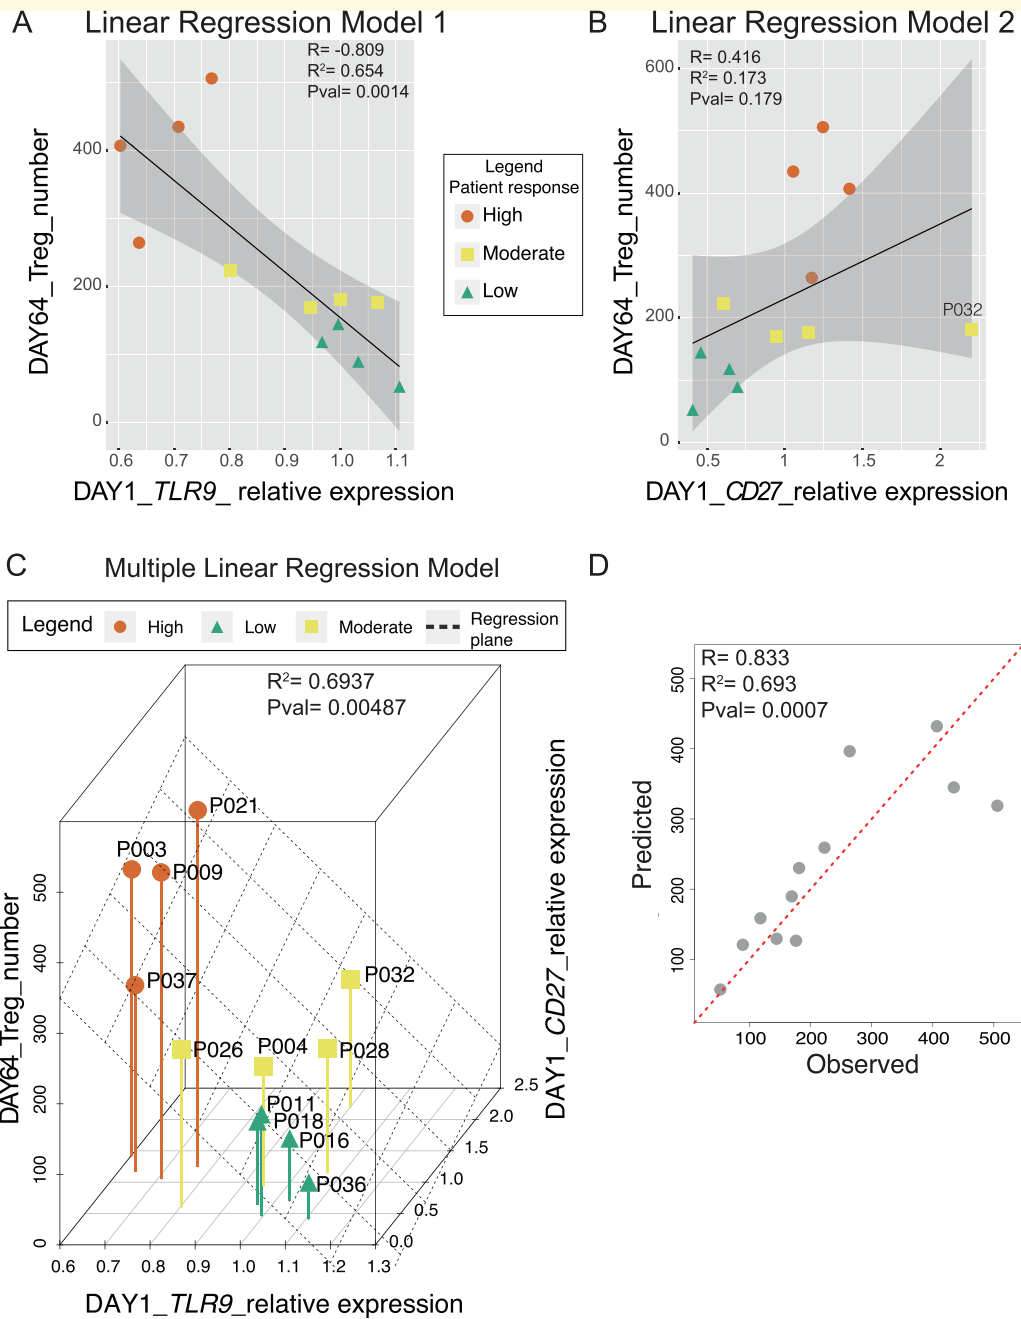 A
Linear Regression Model 1
R= -0.809
R²= 0.654
Pval= 0.0014
DAY64_Treg_number
400
200
0
0.6 0.7 0.8 0.9 1.0 1.1
DAY1_TLR9_ relative expression
Legend
Patient response
High
Moderate
Low
B
Linear Regression Model 2
R= 0.416
R²= 0.173
Pval= 0.179
DAY64_Treg_number
600
400
200
0
P032
0.5 1 1.5 2
DAY1_CD27_relative expression
C
Multiple Linear Regression Model
Legend High Low Moderate Regression
plane
R²= 0.6937
Pval= 0.00487
P021
P003
P009
P037
P032
P026
P004
P028
P011
P018
P016
P036
DAY64_Treg_number
500
400
300
200
100
0
0.6 0.7 0.8 0.9 1.0 1.1 1.2 1.3
DAY1_TLR9_relative expression
2.5
2.0
1.5
1.0
0.5
0.0
DAY1_CD27_relative expression
D
R= 0.833
R²= 0.693
Pval= 0.0007
Predicted
500
400
300
200
100
100 200 300 400 500
Observed